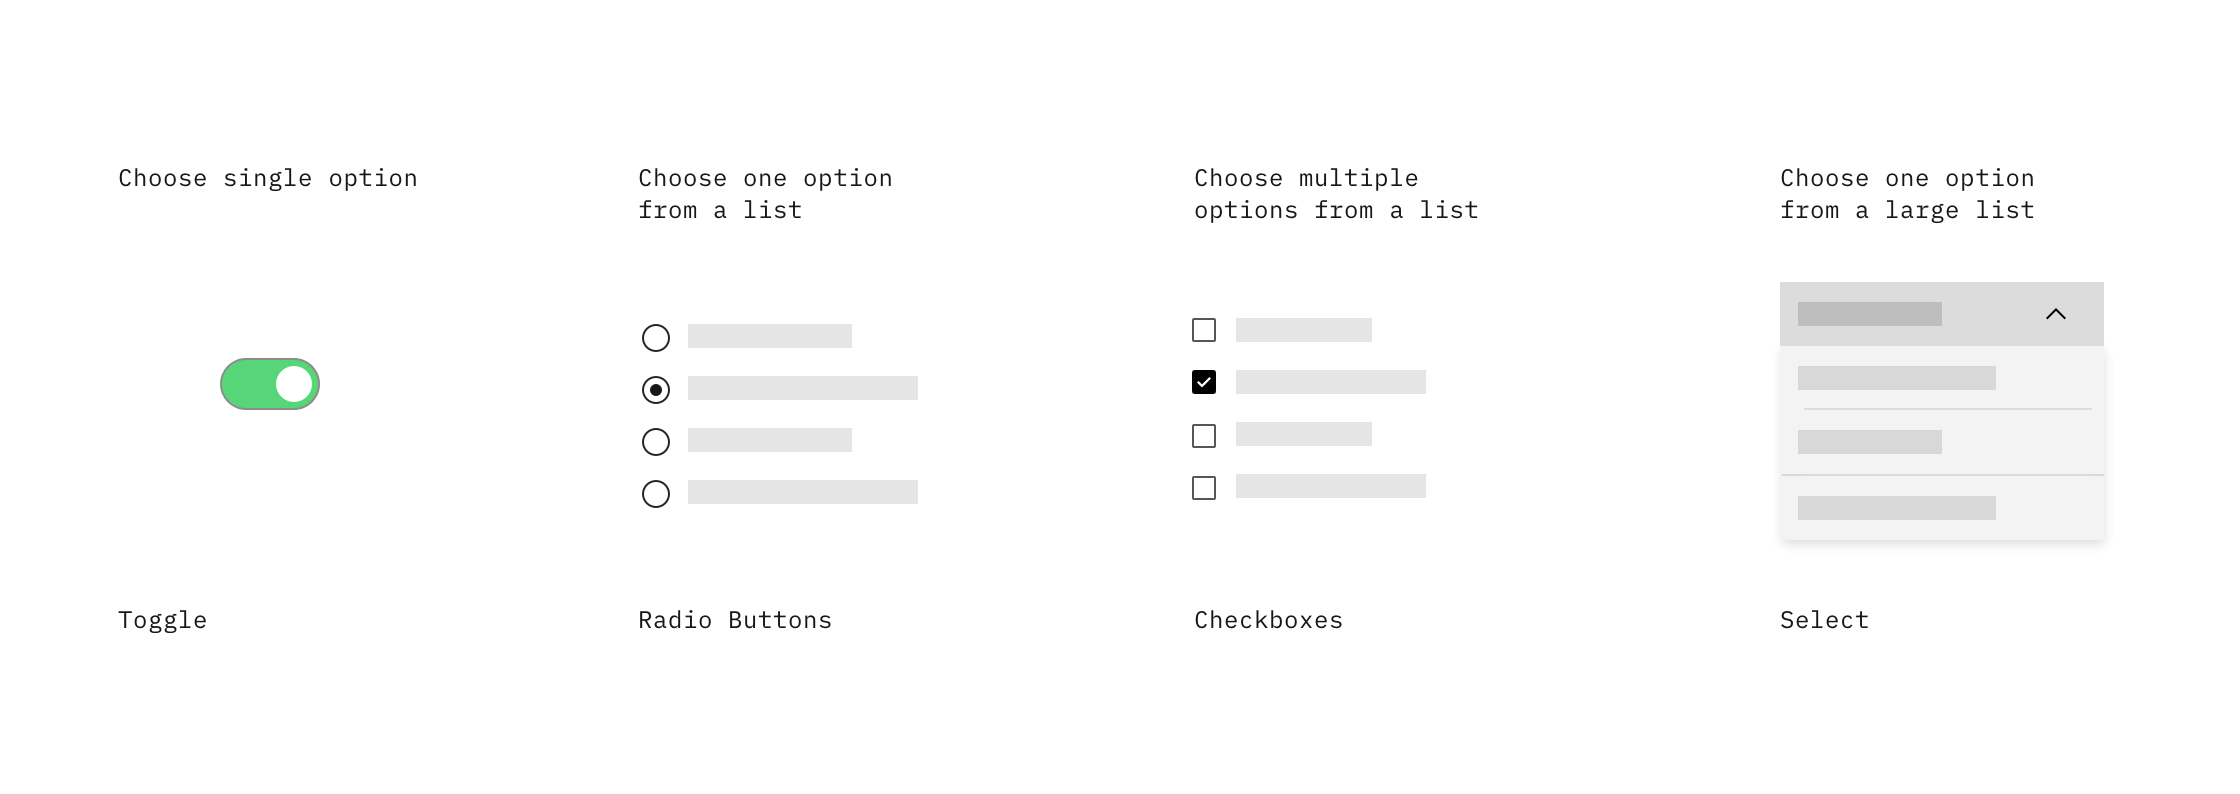 Choose single option
Choose one option
from a list
Choose multiple
options from a list
Choose one option
from a large list
Toggle
Radio Buttons
Checkboxes
Select